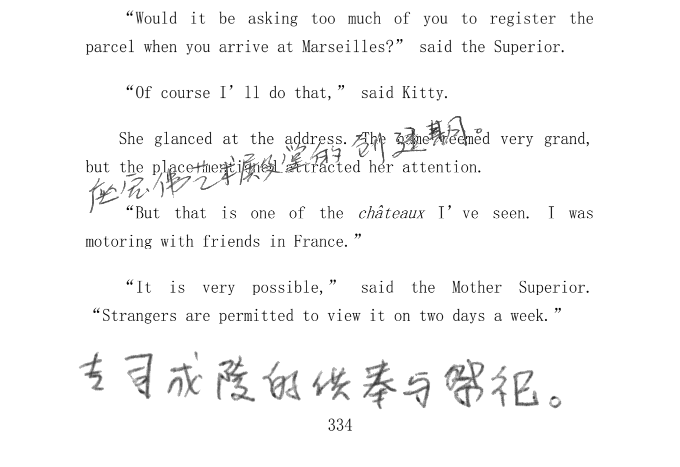 “Would it be asking too much of you to register the
parcel when you arrive at Marseilles?” said the Superior.
“Of course I’ll do that,” said Kitty.
She glanced at the address. The name seemed very grand,
but the place mentioned attracted her attention.
的创建期。
“But that is one of the châteaux I’ve seen. I was
motoring with friends in France.”
“It is very possible,” said the Mother Superior.
“Strangers are permitted to view it on two days a week.”
专司成陵的供奉与祭祀。
334